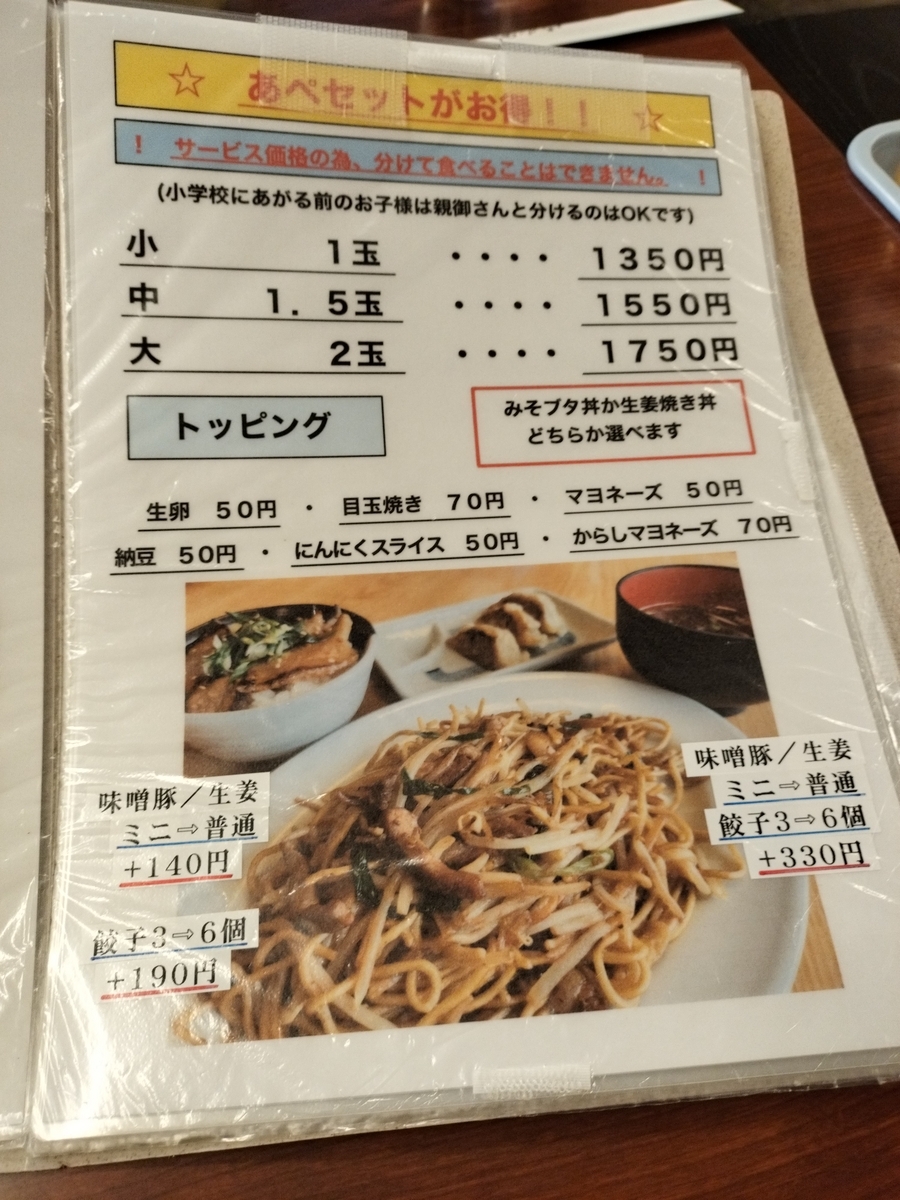 ☆ あぺセットがお得！！ ☆
！ サービス価格の為、分けて食べることはできません。 ！
(小学校にあがる前のお子様は親御さんと分けるのはOKです)
小 1玉 ・・・・ 1350円
中 1．5玉 ・・・・ 1550円
大 2玉 ・・・・ 1750円
トッピング
みそブタ丼か生姜焼き丼
どちらか選べます
生卵 50円 ・ 目玉焼き 70円 ・ マヨネーズ 50円
納豆 50円 ・ にんにくスライス 50円 ・ からしマヨネーズ 70円
味噌豚／生姜
ミニ⇨普通
+140円
餃子3⇨6個
+190円
味噌豚／生姜
ミニ⇨普通
餃子3⇨6個
+330円